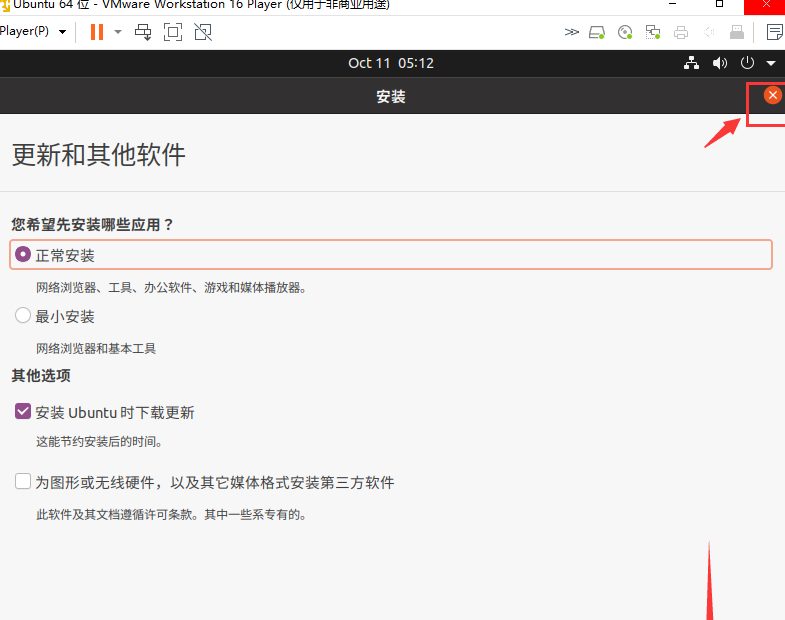 Ubuntu 64 位 - VMware Workstation 16 Player (仅用于非商业用途)
Player(P)
Oct 11 05:12
安装
更新和其他软件
您希望先安装哪些应用？
正常安装
网络浏览器、工具、办公软件、游戏和媒体播放器。
最小安装
网络浏览器和基本工具
其他选项
安装 Ubuntu 时下载更新
这能节约安装后的时间。
为图形或无线硬件，以及其它媒体格式安装第三方软件
此软件及其文档遵循许可条款。其中一些系专有的。